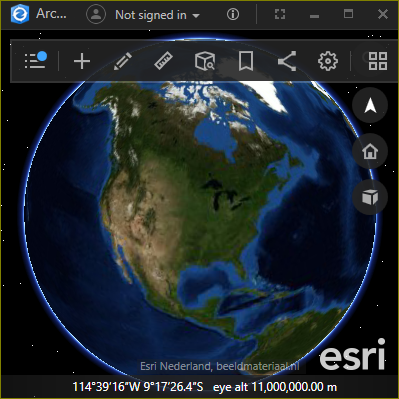 Arc... Not signed in
Esri Nederland, beeldmateriaal.nl
esri
114°39'16"W 9°17'26.4"S eye alt 11,000,000.00 m